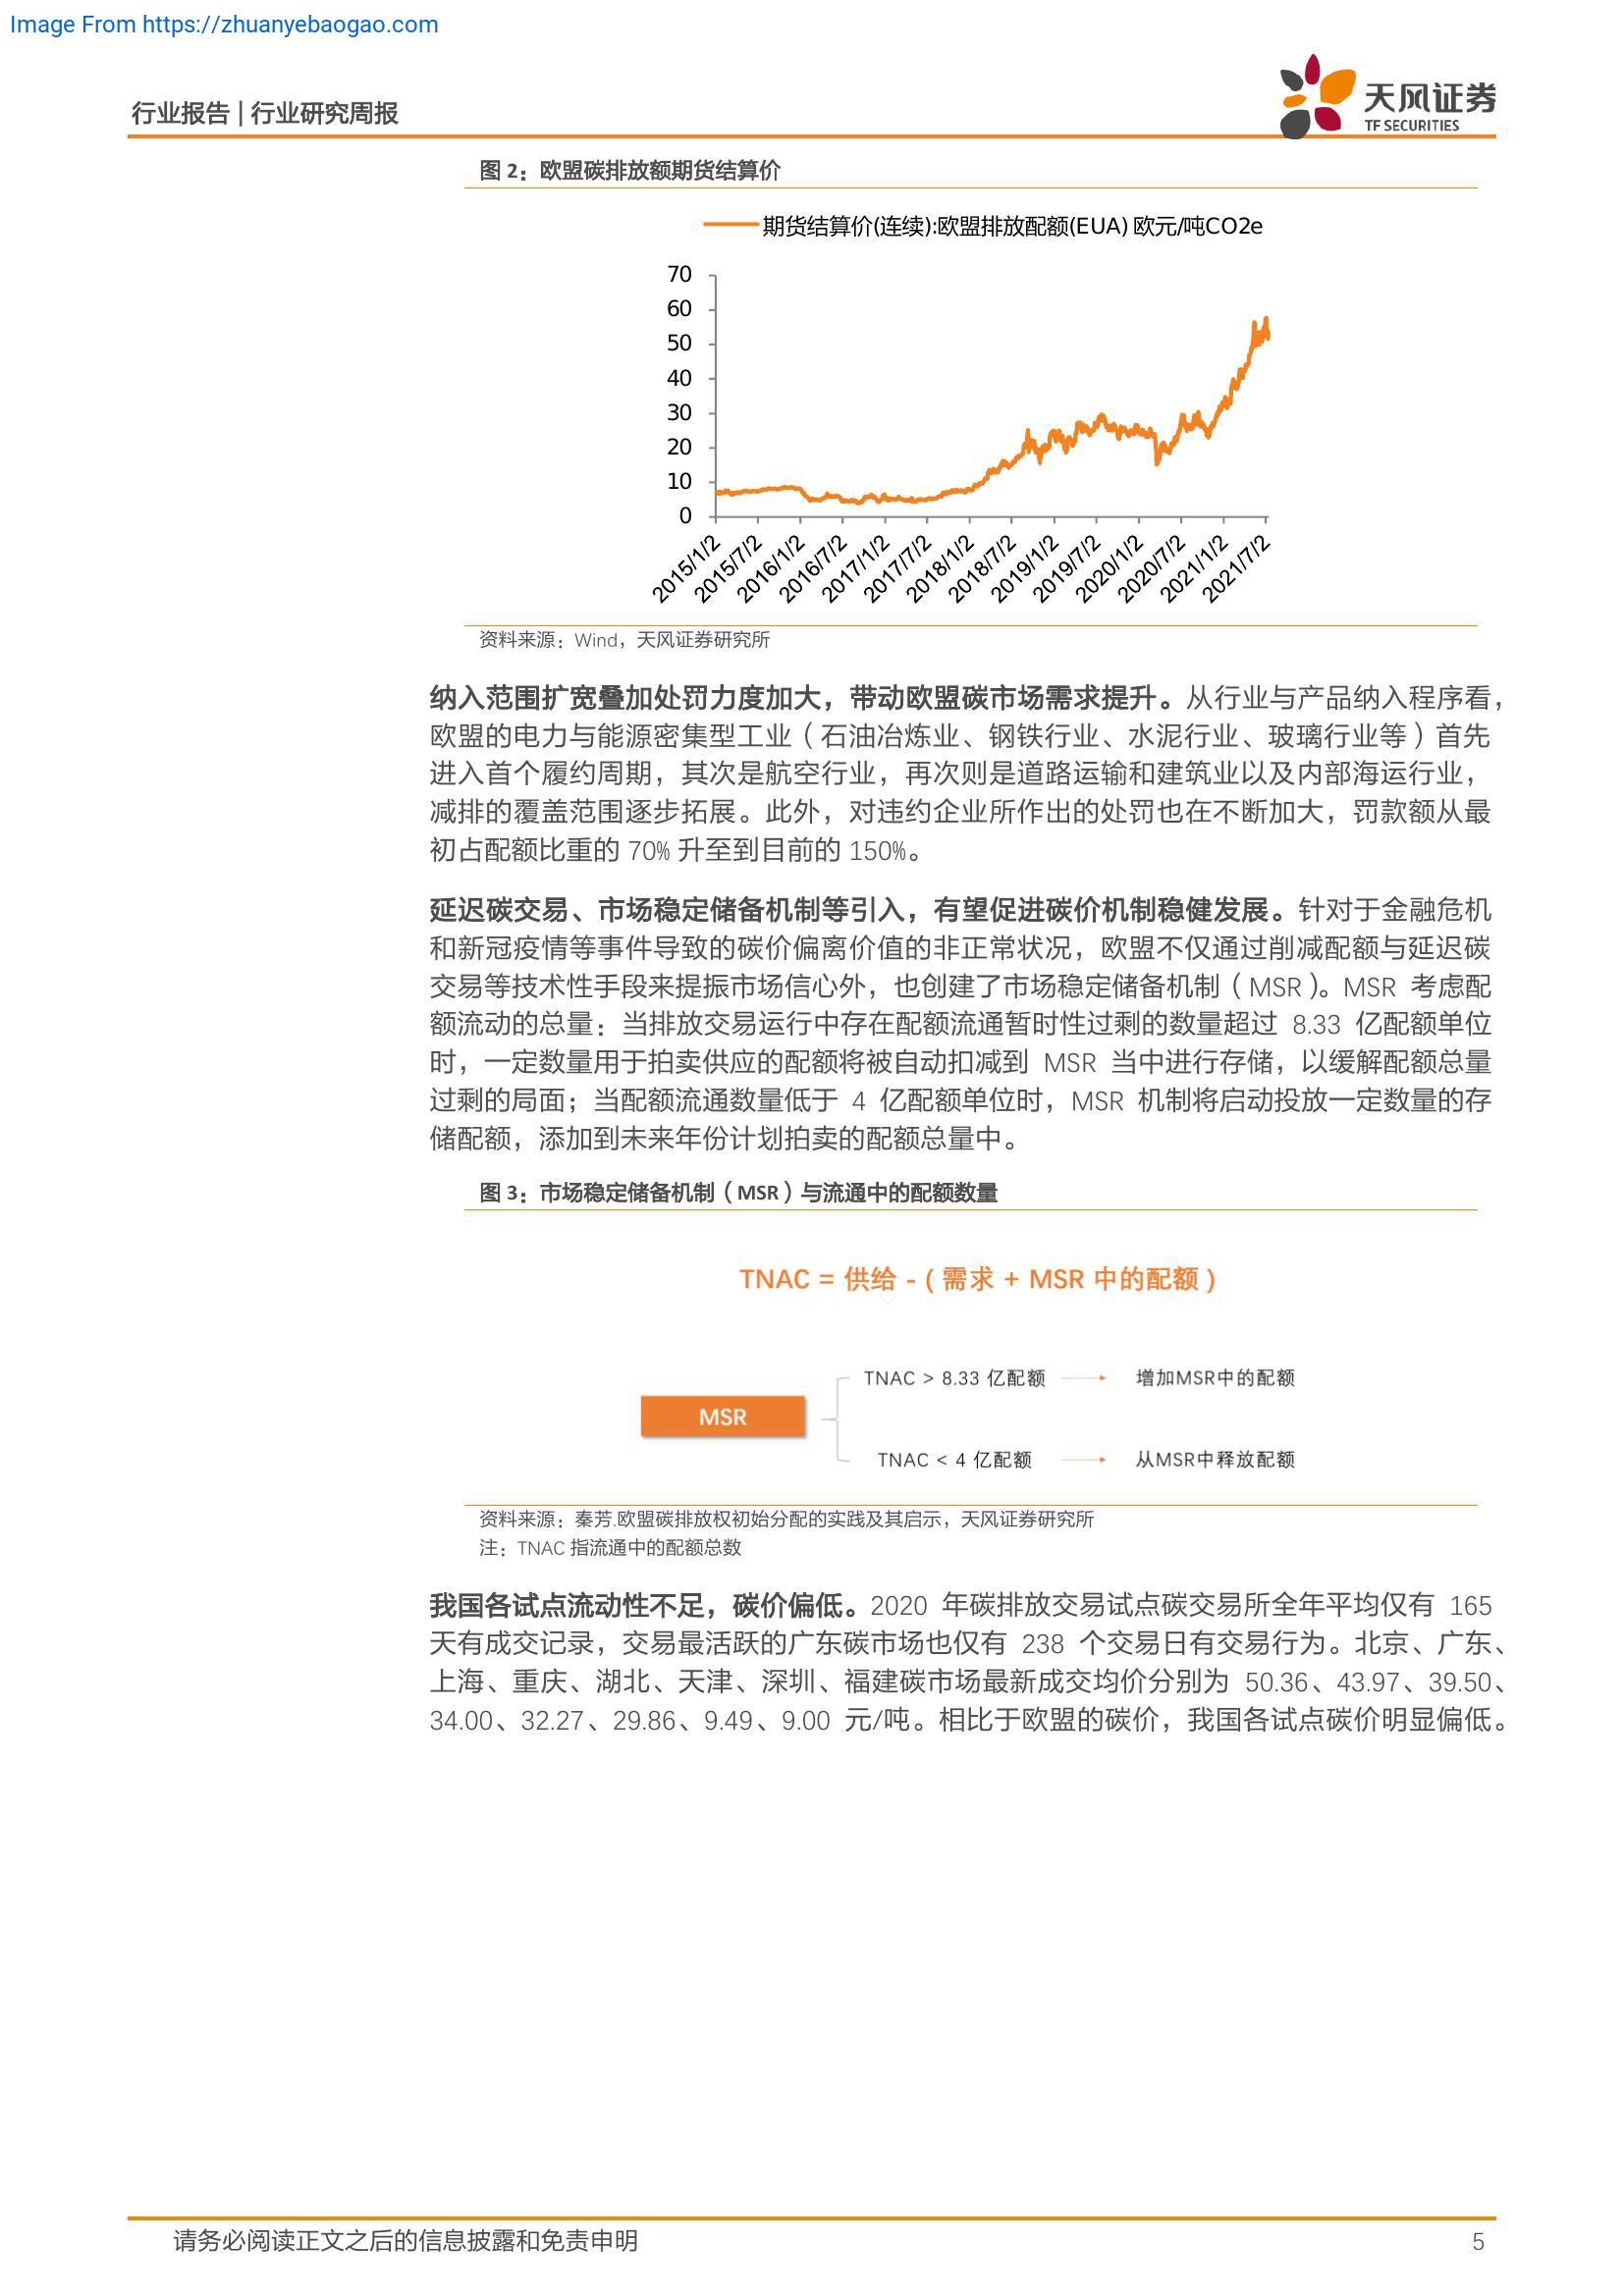 Image From https://zhuanyebaogao.com
行业报告 | 行业研究周报
天风证券
TF SECURITIES
图 2：欧盟碳排放额期货结算价
期货结算价(连续):欧盟排放配额(EUA) 欧元/吨CO2e
70
60
50
40
30
20
10
0
2015/1/2
2015/7/2
2016/1/2
2016/7/2
2017/1/2
2017/7/2
2018/1/2
2018/7/2
2019/1/2
2019/7/2
2020/1/2
2020/7/2
2021/1/2
2021/7/2
资料来源：Wind，天风证券研究所
纳入范围扩宽叠加处罚力度加大，带动欧盟碳市场需求提升。从行业与产品纳入程序看，
欧盟的电力与能源密集型工业（石油冶炼业、钢铁行业、水泥行业、玻璃行业等）首先
进入首个履约周期，其次是航空行业，再次则是道路运输和建筑业以及内部海运行业，
减排的覆盖范围逐步拓展。此外，对违约企业所作出的处罚也在不断加大，罚款额从最
初占配额比重的 70% 升至到目前的 150%。
延迟碳交易、市场稳定储备机制等引入，有望促进碳价机制稳健发展。针对于金融危机
和新冠疫情等事件导致的碳价偏离价值的非正常状况，欧盟不仅通过削减配额与延迟碳
交易等技术性手段来提振市场信心外，也创建了市场稳定储备机制（MSR）。MSR 考虑配
额流动的总量：当排放交易运行中存在配额流通暂时性过剩的数量超过 8.33 亿配额单位
时，一定数量用于拍卖供应的配额将被自动扣减到 MSR 当中进行存储，以缓解配额总量
过剩的局面；当配额流通数量低于 4 亿配额单位时，MSR 机制将启动投放一定数量的存
储配额，添加到未来年份计划拍卖的配额总量中。
图 3：市场稳定储备机制（MSR）与流通中的配额数量
TNAC = 供给 -（需求 + MSR 中的配额）
TNAC > 8.33 亿配额 增加MSR中的配额
MSR
TNAC < 4 亿配额 从MSR中释放配额
资料来源：秦芳.欧盟碳排放权初始分配的实践及其启示，天风证券研究所
注：TNAC 指流通中的配额总数
我国各试点流动性不足，碳价偏低。2020 年碳排放交易试点碳交易所全年平均仅有 165
天有成交记录，交易最活跃的广东碳市场也仅有 238 个交易日有交易行为。北京、广东、
上海、重庆、湖北、天津、深圳、福建碳市场最新成交均价分别为 50.36、43.97、39.50、
34.00、32.27、29.86、9.49、9.00 元/吨。相比于欧盟的碳价，我国各试点碳价明显偏低。
请务必阅读正文之后的信息披露和免责申明
5